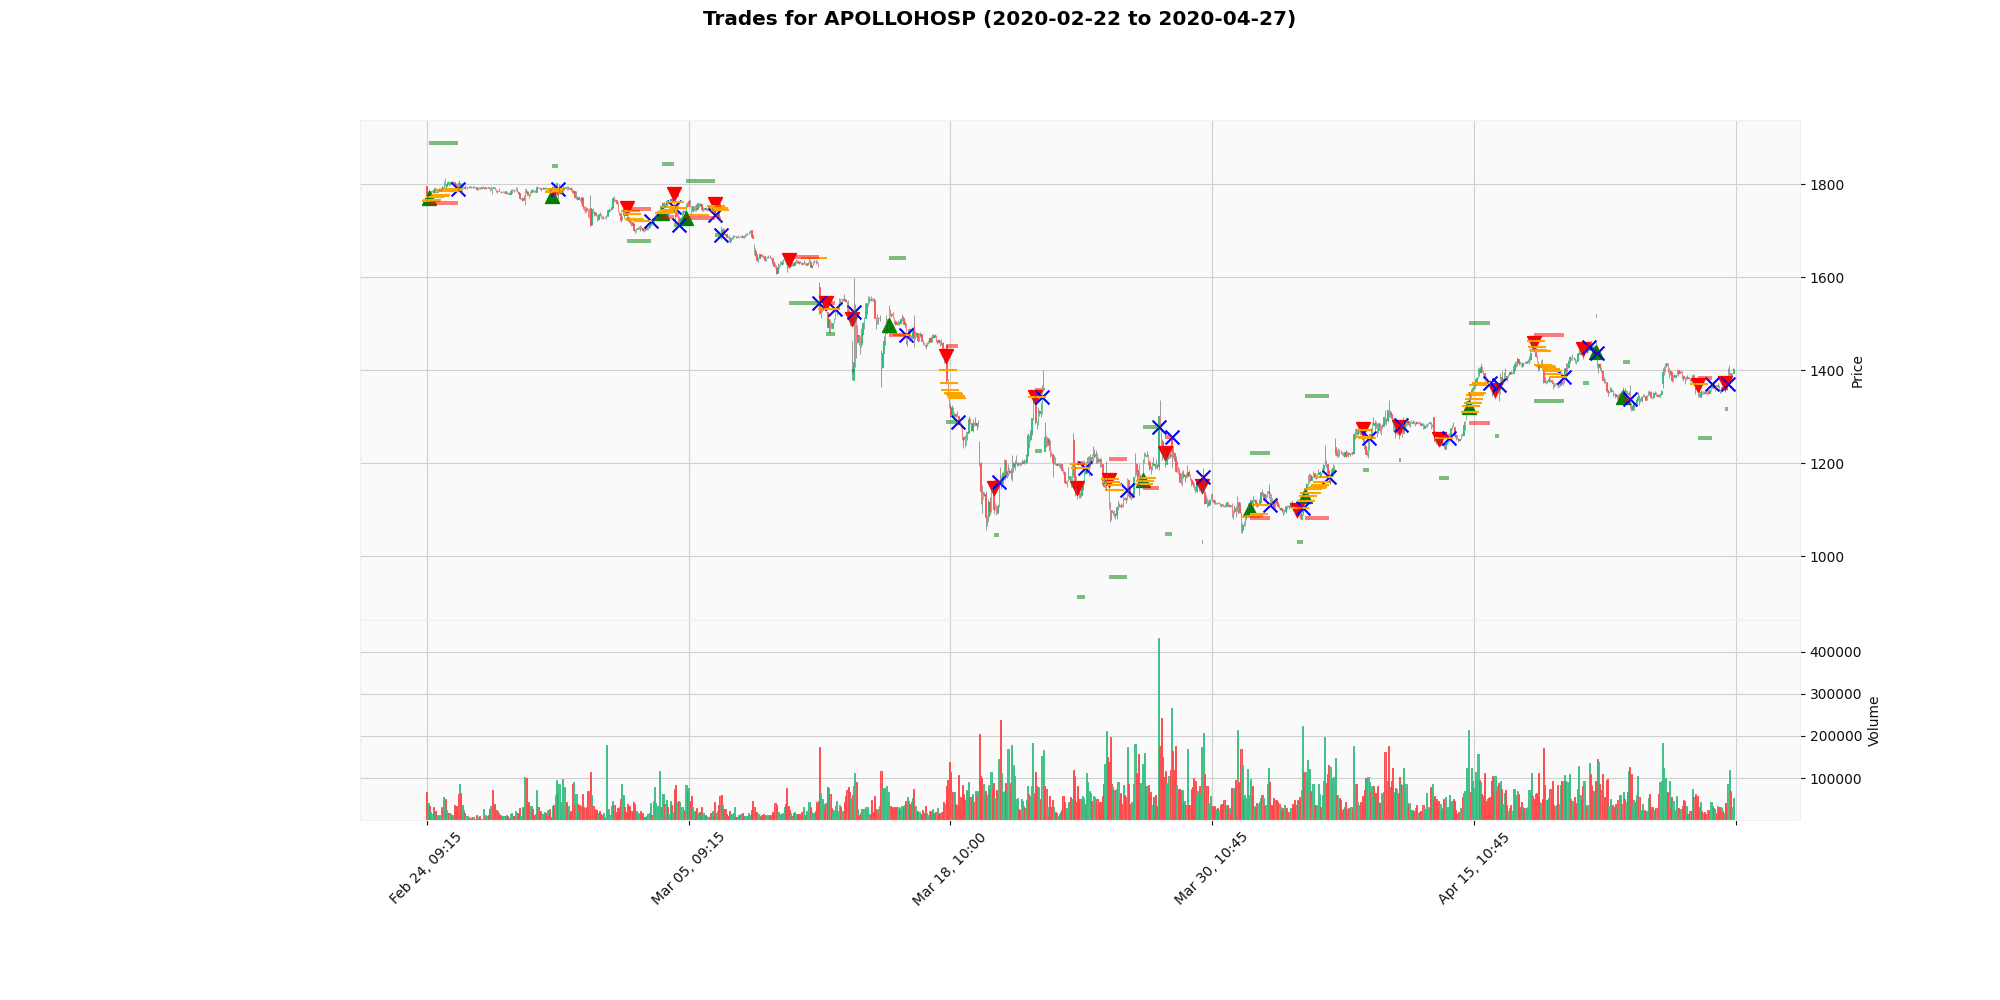 Trades for APOLLOHOSP (2020-02-22 to 2020-04-27)
1800
1600
1400
1200
1000
Price
400000
300000
200000
100000
Volume
Feb 24, 09:15
Mar 05, 09:15
Mar 18, 10:00
Mar 30, 10:45
Apr 15, 10:45